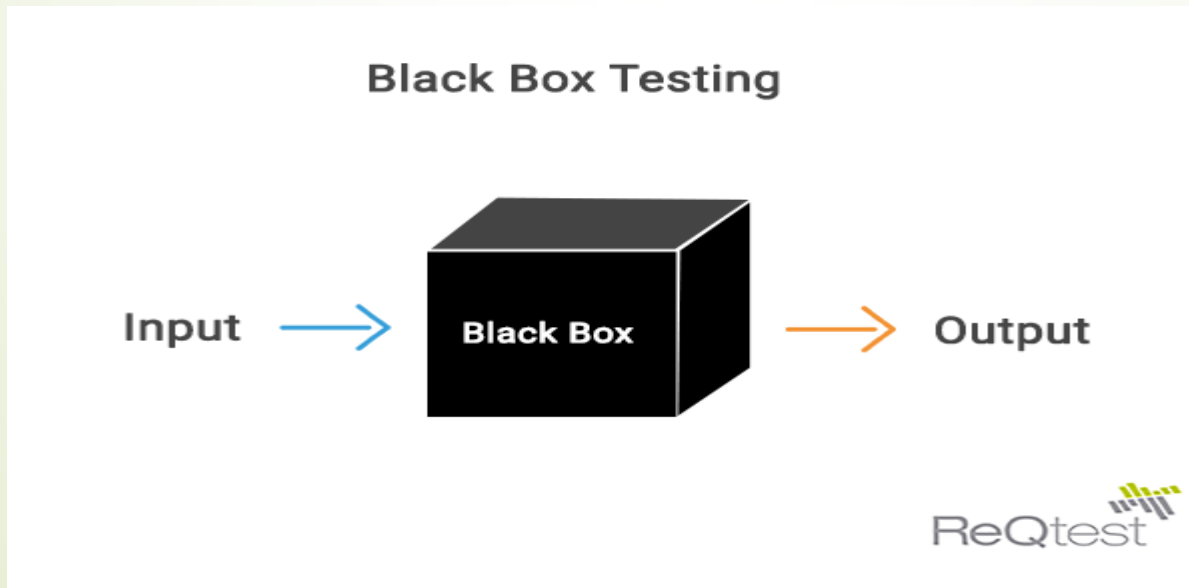 Black Box Testing
Input
Black Box
Output
ReQtest